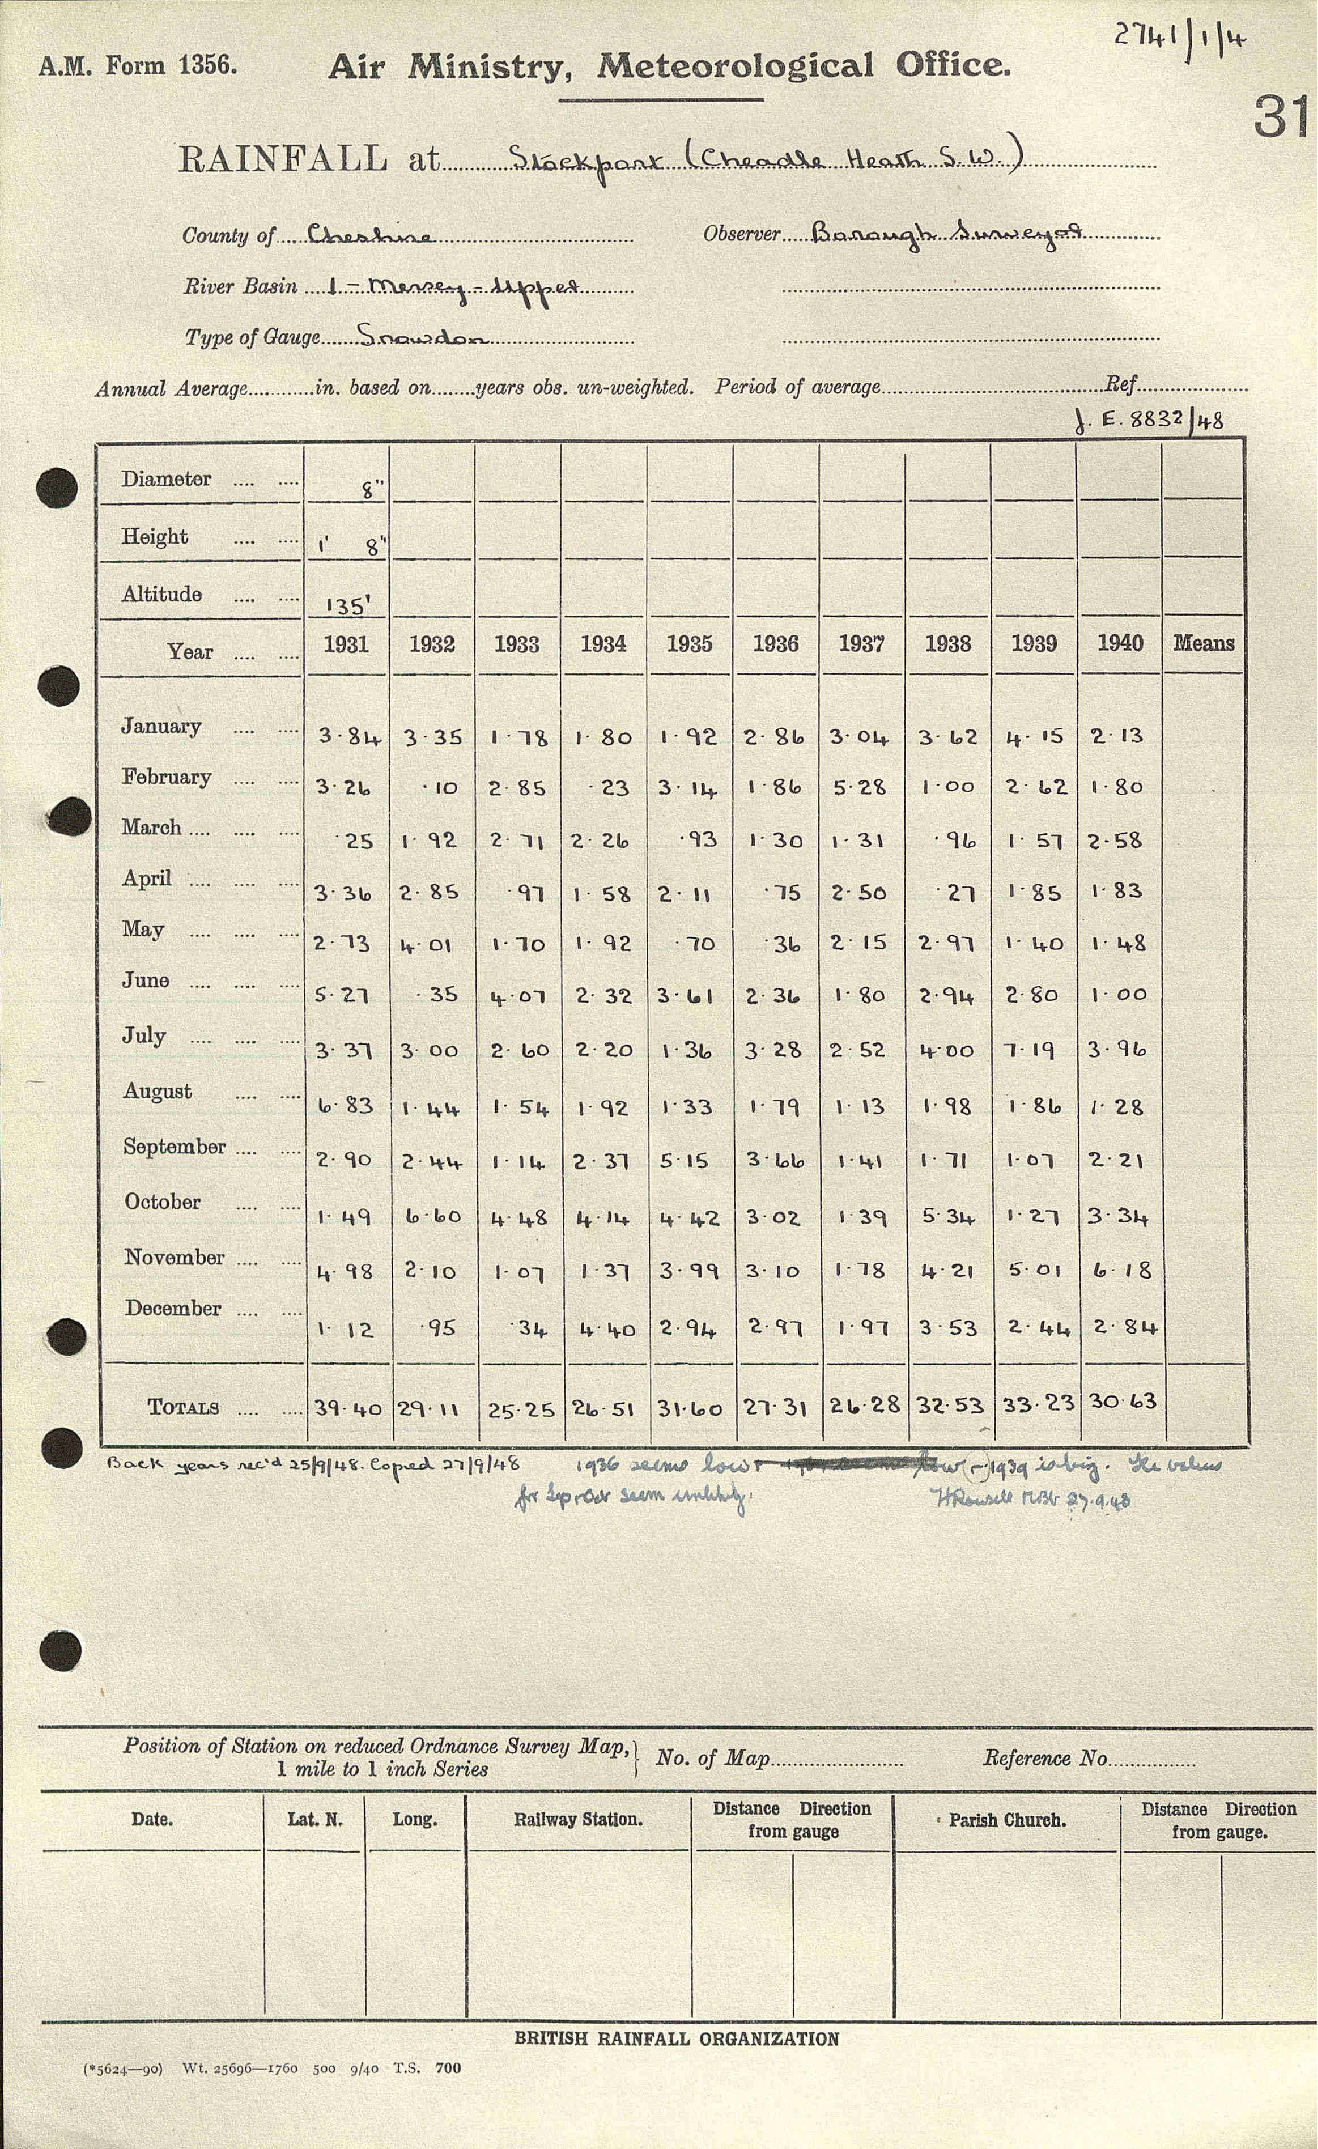 2741/1/4
A.M. Form 1356. Air Ministry, Meteorological Office.
31
RAINFALL at Stockport (Cheadle Heath S.W.)
County of Cheshire Observer Borough Surveyor
River Basin 1 - Mersey - Upper
Type of Gauge Snowdon
Annual Average in. based on years obs. un-weighted. Period of average Ref
J. E. 8832/48
Diameter 8"
Height 1' 8"
Altitude 135'
Year 1931 1932 1933 1934 1935 1936 1937 1938 1939 1940 Means
January 3·84 3·35 1·78 1·80 1·92 2·86 3·04 3·62 4·15 2·13
February 3·26 ·10 2·85 ·23 3·14 1·86 5·28 1·00 2·62 1·80
March ·25 1·92 2·71 2·26 ·93 1·30 1·31 ·96 1·57 2·58
April 3·36 2·85 ·97 1·58 2·11 ·75 2·50 ·27 1·85 1·83
May 2·73 4·01 1·70 1·92 ·70 ·36 2·15 2·97 1·40 1·48
June 5·27 ·35 4·07 2·32 3·61 2·36 1·80 2·94 2·80 1·00
July 3·37 3·00 2·60 2·20 1·36 3·28 2·52 4·00 7·19 3·96
August 6·83 1·44 1·54 1·92 1·33 1·79 1·13 1·98 1·86 1·28
September 2·90 2·44 1·14 2·37 5·15 3·66 1·41 1·71 1·07 2·21
October 1·49 6·60 4·48 4·14 4·42 3·02 1·39 5·34 1·27 3·34
November 4·98 2·10 1·07 1·37 3·99 3·10 1·78 4·21 5·01 6·18
December 1·12 ·95 ·34 4·40 2·94 2·97 1·97 3·53 2·44 2·84
TOTALS 39·40 29·11 25·25 26·51 31·60 27·31 26·28 32·53 33·23 30·63
Back years rec'd 25/9/48. Copied 27/9/48 1936 seems low + low (-) 1939 is big. The values
for Sep + Oct seem unlikely. 27.9.48
Position of Station on reduced Ordnance Survey Map, No. of Map Reference No.
1 mile to 1 inch Series
Date. Lat. N. Long. Railway Station. Distance Direction from gauge Parish Church. Distance Direction from gauge.
BRITISH RAINFALL ORGANIZATION
(*5624—90) Wt. 25696—1760 500 9/40 T.S. 700